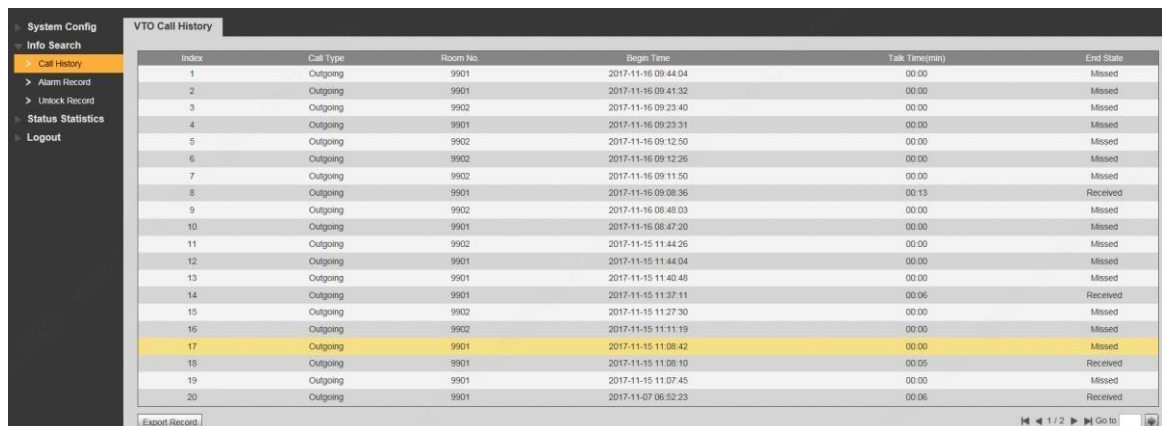 System Config
Info Search
> Call History
> Alarm Record
> Unlock Record
Status Statistics
Logout
VTO Call History
Index Call Type Room No. Begin Time Talk Time(min) End State
1 Outgoing 9901 2017-11-16 09:44:04 00:00 Missed
2 Outgoing 9901 2017-11-16 09:41:32 00:00 Missed
3 Outgoing 9902 2017-11-16 09:23:40 00:00 Missed
4 Outgoing 9901 2017-11-16 09:23:31 00:00 Missed
5 Outgoing 9902 2017-11-16 09:12:50 00:00 Missed
6 Outgoing 9902 2017-11-16 09:12:26 00:00 Missed
7 Outgoing 9902 2017-11-16 09:11:50 00:00 Missed
8 Outgoing 9901 2017-11-16 09:08:36 00:13 Received
9 Outgoing 9902 2017-11-16 08:48:03 00:00 Missed
10 Outgoing 9901 2017-11-16 08:47:20 00:00 Missed
11 Outgoing 9902 2017-11-15 11:44:26 00:00 Missed
12 Outgoing 9901 2017-11-15 11:44:04 00:00 Missed
13 Outgoing 9901 2017-11-15 11:40:48 00:00 Missed
14 Outgoing 9901 2017-11-15 11:37:11 00:06 Received
15 Outgoing 9902 2017-11-15 11:27:30 00:00 Missed
16 Outgoing 9902 2017-11-15 11:11:19 00:00 Missed
17 Outgoing 9901 2017-11-15 11:08:42 00:00 Missed
18 Outgoing 9901 2017-11-15 11:08:10 00:05 Received
19 Outgoing 9901 2017-11-15 11:07:45 00:00 Missed
20 Outgoing 9901 2017-11-07 06:52:23 00:06 Received
Export Record 1 / 2 Go to